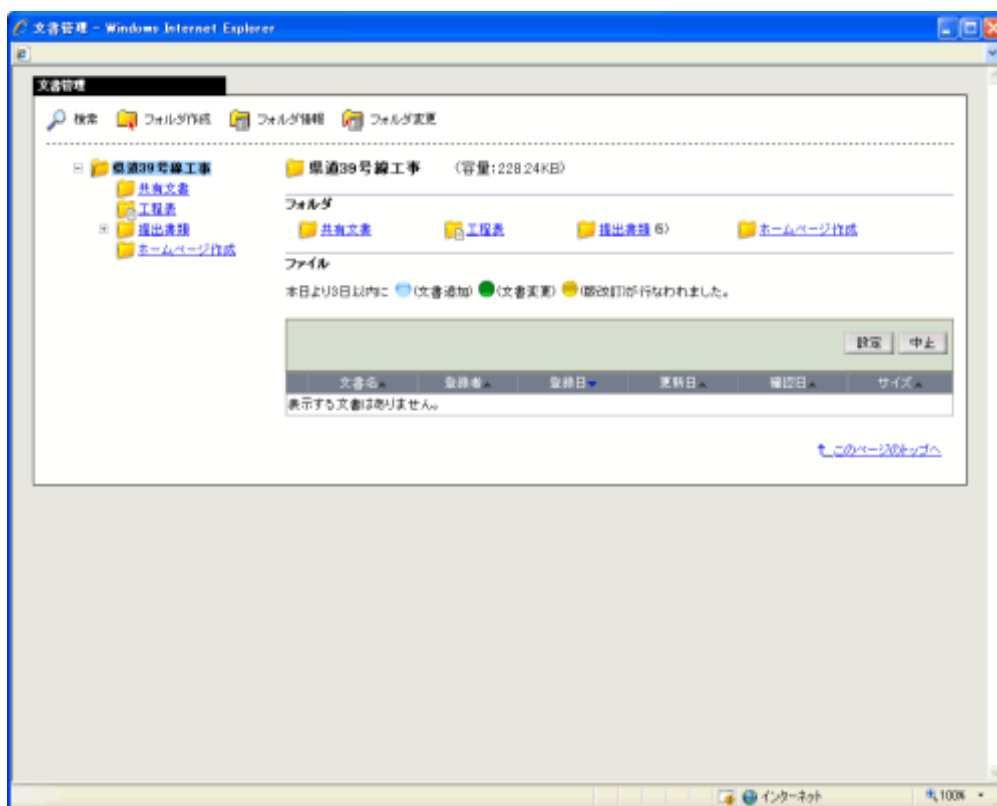 文書管理 - Windows Internet Explorer
文書管理
検索 フォルダ作成 フォルダ情報 フォルダ変更
県道39号線工事
共有文書
工程表
提出書類
ホームページ作成
県道39号線工事 (容量:228.24KB)
フォルダ
共有文書 工程表 提出書類 6) ホームページ作成
ファイル
本日より3日以内に (文書追加) (文書変更) (版改訂)が行なわれました。
設定 中止
文書名▲ 登録者▲ 登録日▼ 更新日▲ 確認日▲ サイズ▲
表示する文書はありません。
このページのトップへ
インターネット 100%